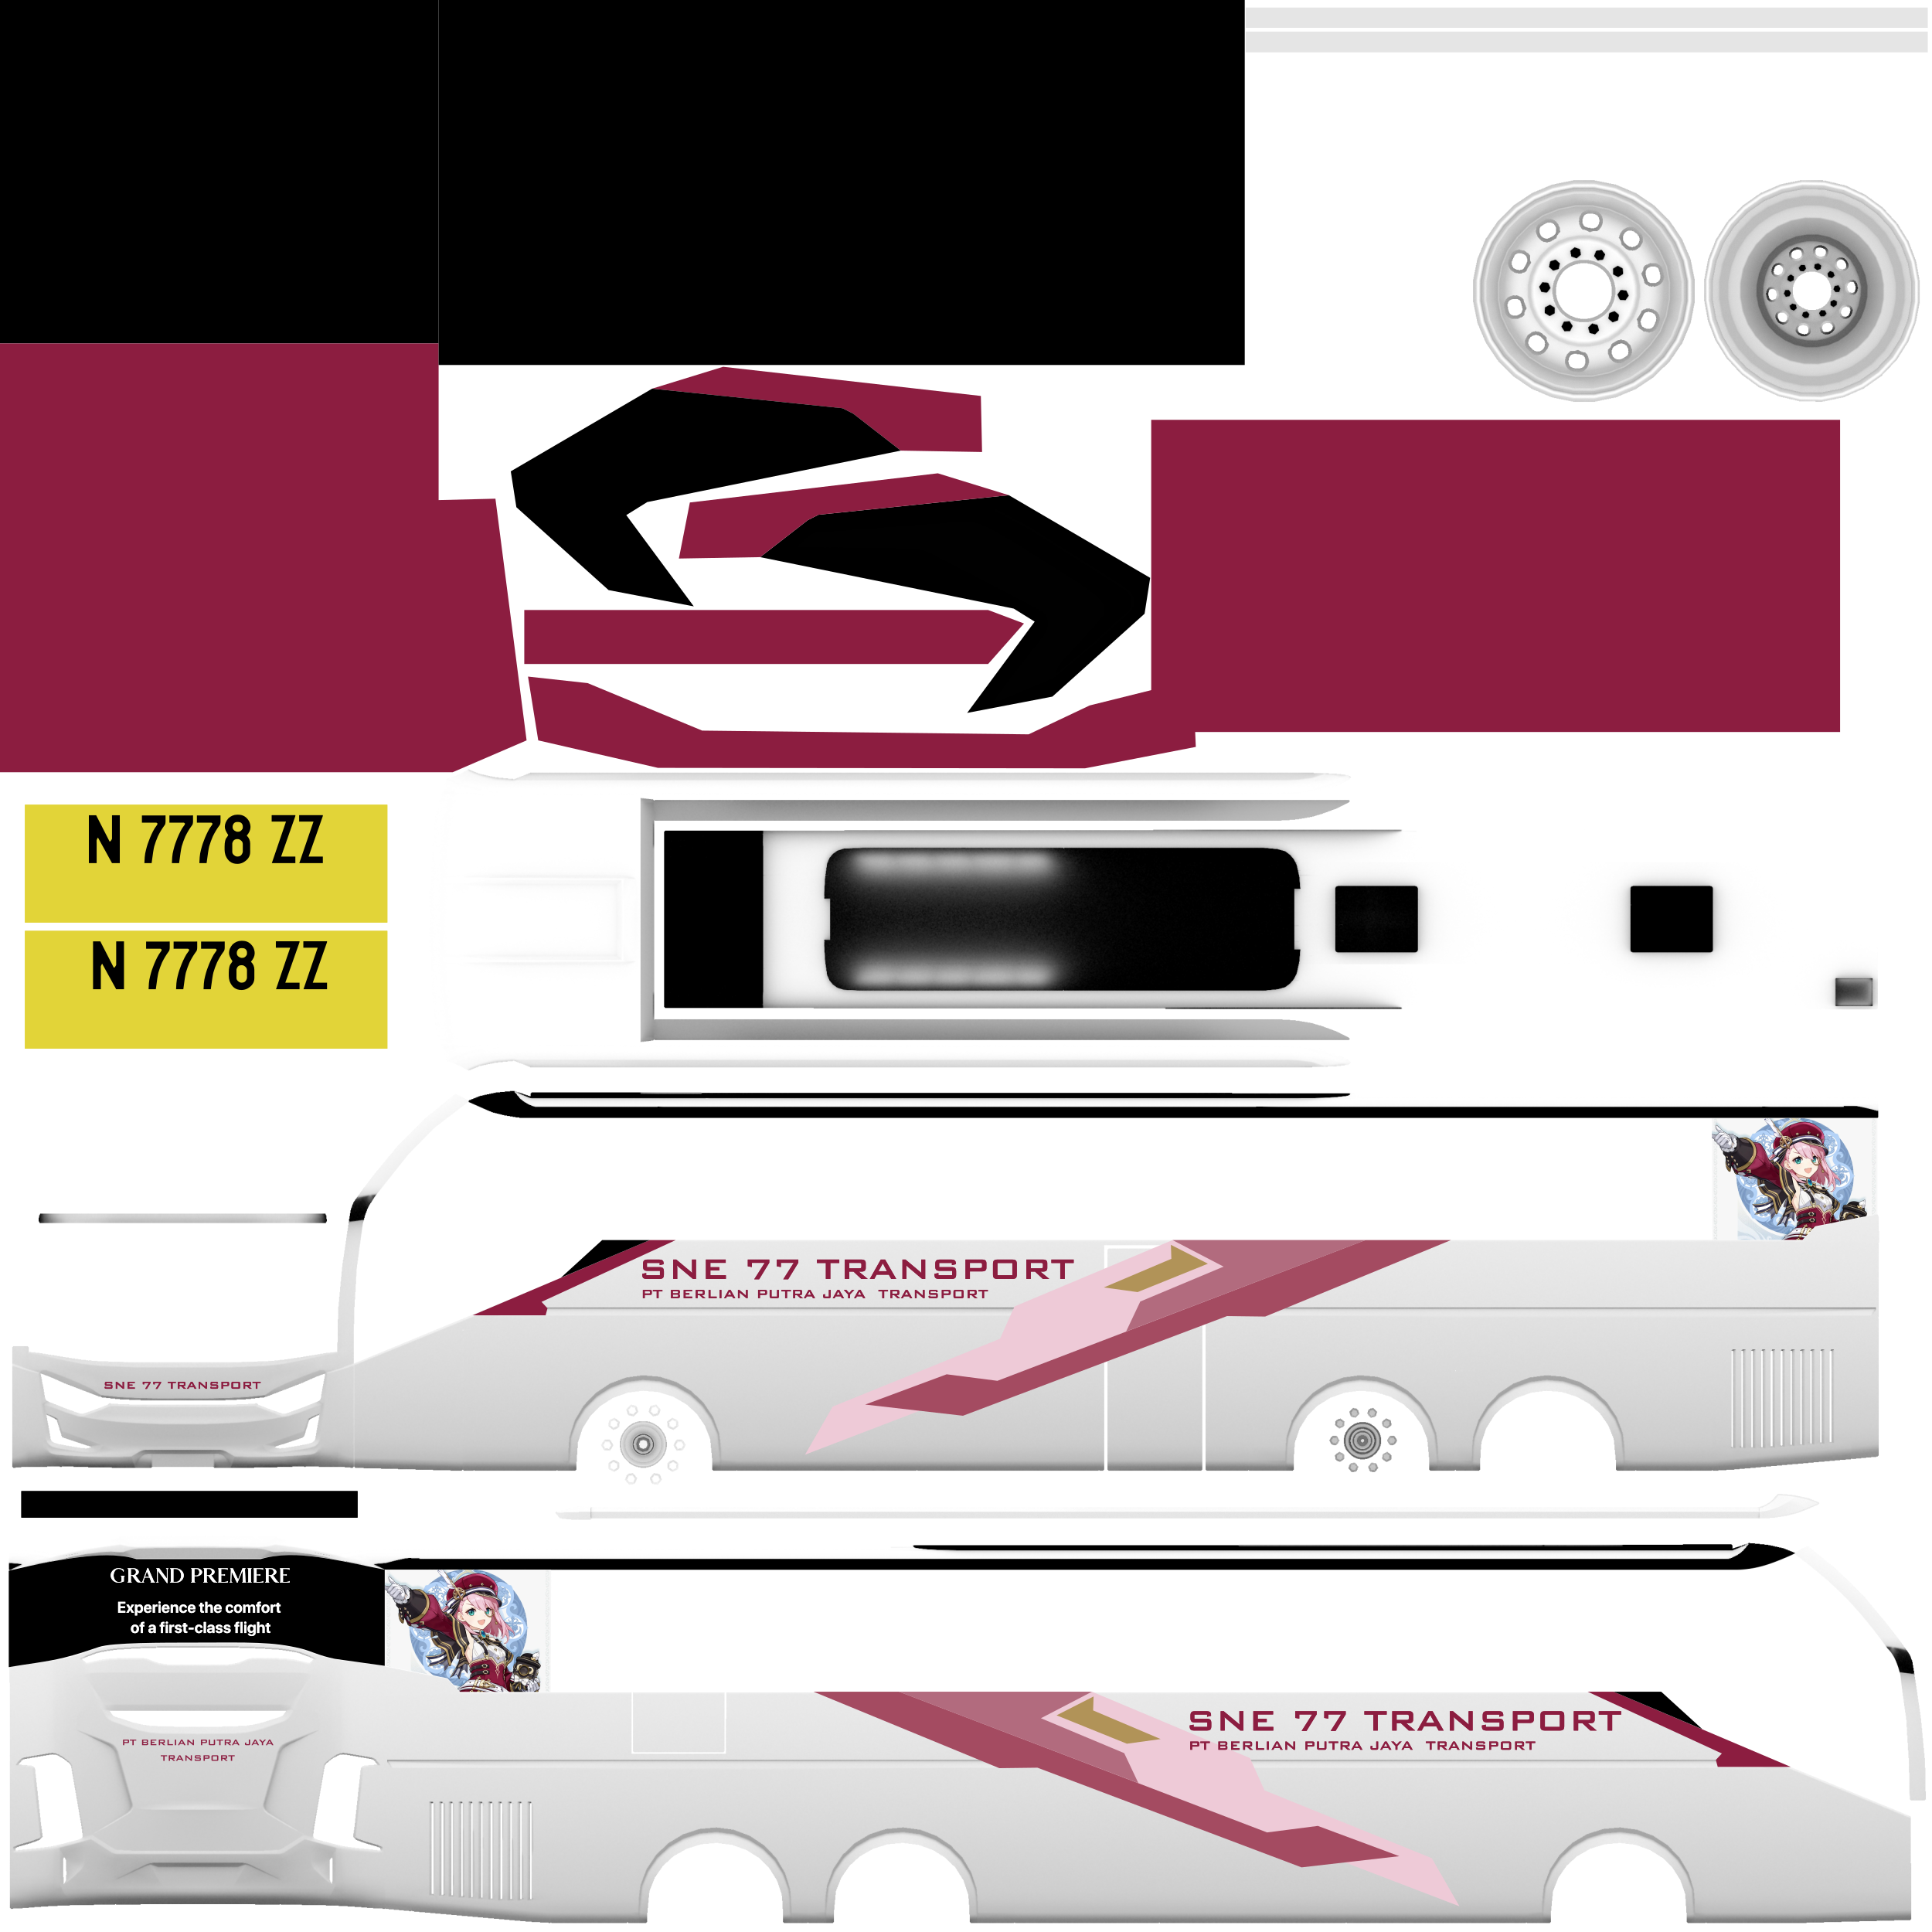 N 7778 ZZ
N 7778 ZZ
SNE 77 TRANSPORT
PT BERLIAN PUTRA JAYA TRANSPORT
SNE 77 TRANSPORT
GRAND PREMIERE
Experience the comfort
of a first-class flight
SNE 77 TRANSPORT
PT BERLIAN PUTRA JAYA TRANSPORT
PT BERLIAN PUTRA JAYA
TRANSPORT